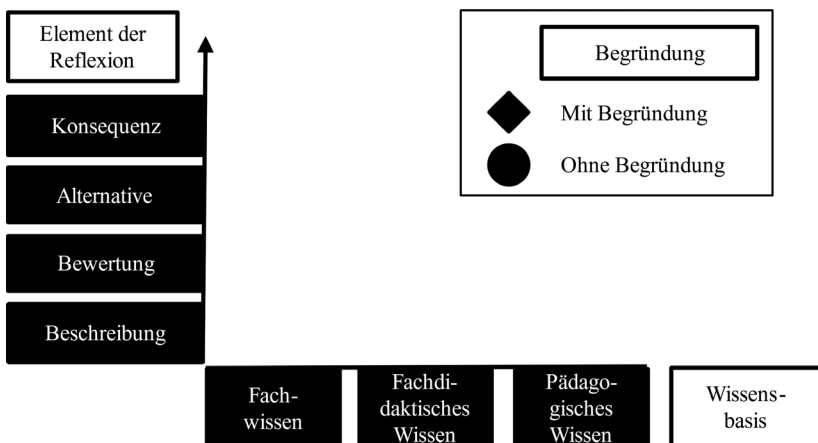 Element der
Reflexion
Konsequenz
Alternative
Bewertung
Beschreibung
Begründung
Mit Begründung
Ohne Begründung
Fach-
wissen
Fachdi-
daktisches
Wissen
Pädago-
gisches
Wissen
Wissens-
basis